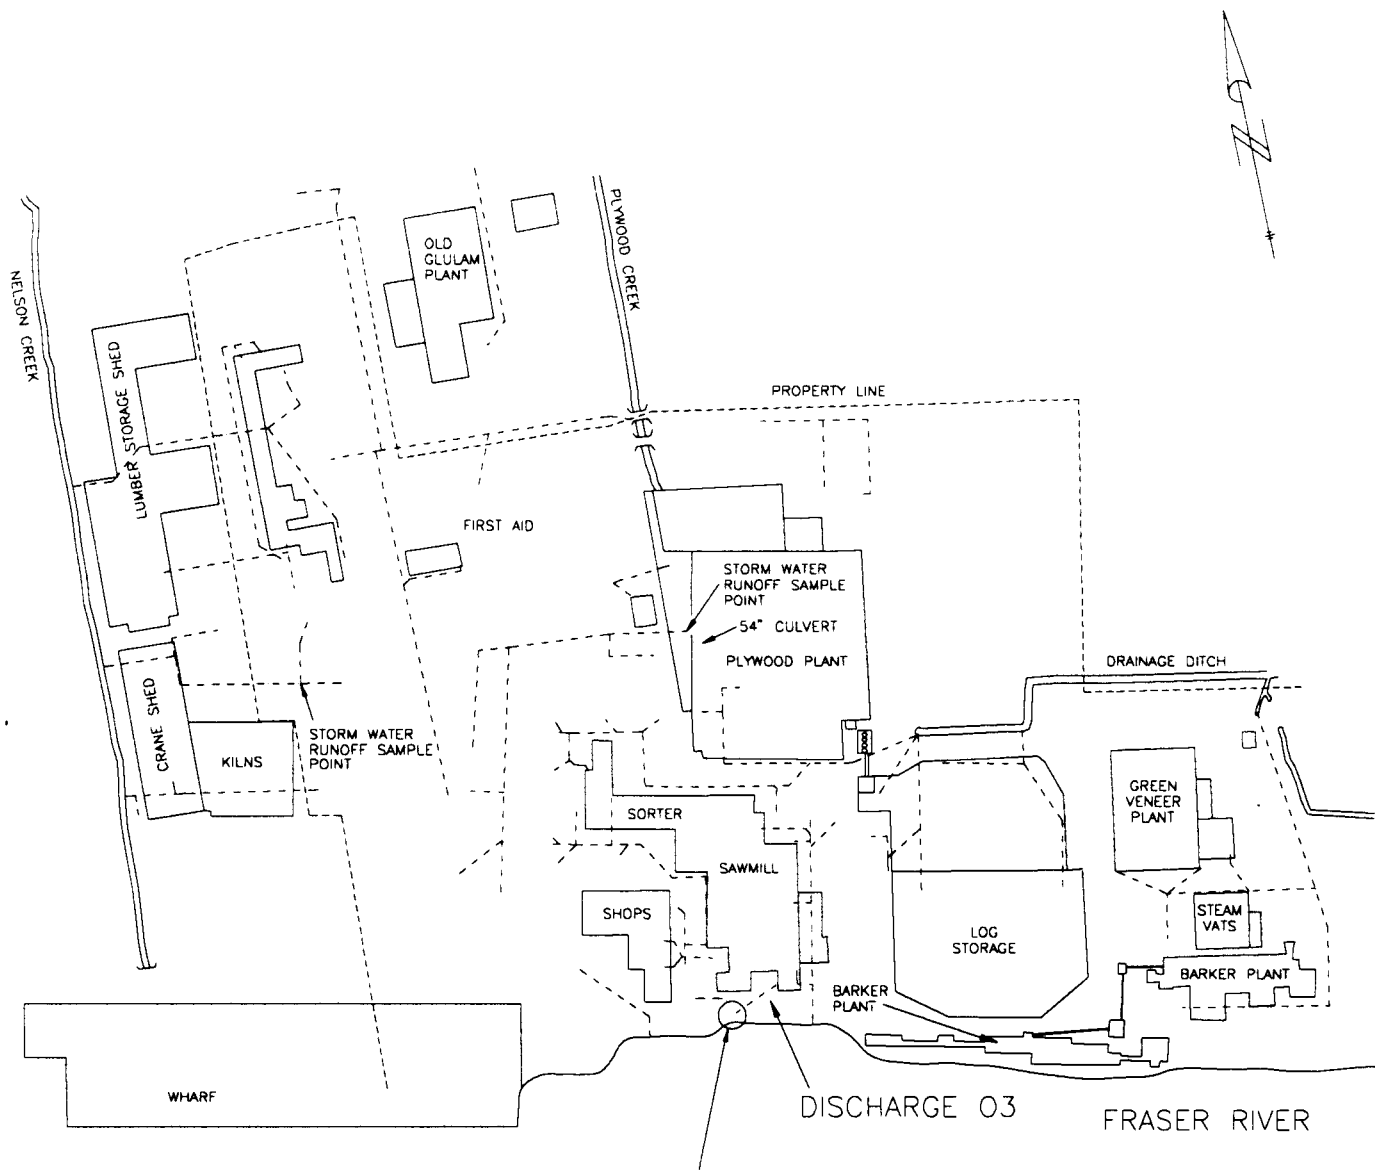 N
PLYWOOD CREEK
OLD
GLULAM
PLANT
NELSON CREEK
LUMBER STORAGE SHED
PROPERTY LINE
FIRST AID
STORM WATER
RUNOFF SAMPLE
POINT
54" CULVERT
PLYWOOD PLANT
DRAINAGE DITCH
CRANE SHED
KILNS
STORM WATER
RUNOFF SAMPLE
POINT
GREEN
VENEER
PLANT
SORTER
SAWMILL
SHOPS
LOG
STORAGE
STEAM
VATS
BARKER PLANT
BARKER
PLANT
WHARF
DISCHARGE 03
FRASER RIVER